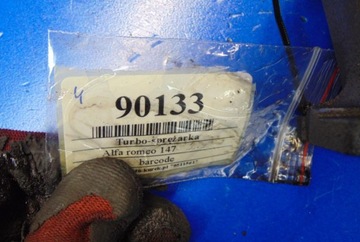 4
90133
Turbo-sprężarka
Alfa romeo 147
barcode